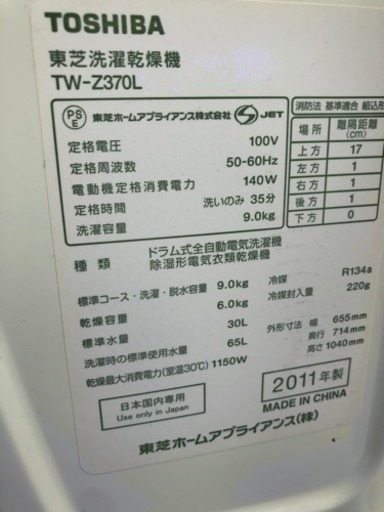 TOSHIBA
東芝洗濯乾燥機
TW-Z370L
PS E 東芝ホームアプライアンス株式会社 S JET
定格電圧 100V
定格周波数 50-60Hz
電動機定格消費電力 140W
定格時間 洗いのみ 35分
洗濯容量 9.0kg
消防法 基準適合 組込形
場所 離隔距離(cm)
上方 17
左方 1
右方 1
後方 1
下方 0
種類 ドラム式全自動電気洗濯機
除湿形電気衣類乾燥機
標準コース・洗濯・脱水容量 9.0kg
乾燥容量 6.0kg
標準水量 30L
洗濯時の標準使用水量 65L
乾燥最大消費電力(室温30℃) 1150W
冷媒 R134a
冷媒封入量 220g
外形寸法 幅 655mm
奥行 714mm
高さ 1040mm
日本国内専用
Use only in Japan
2011年製
MADE IN CHINA
東芝ホームアプライアンス(株)